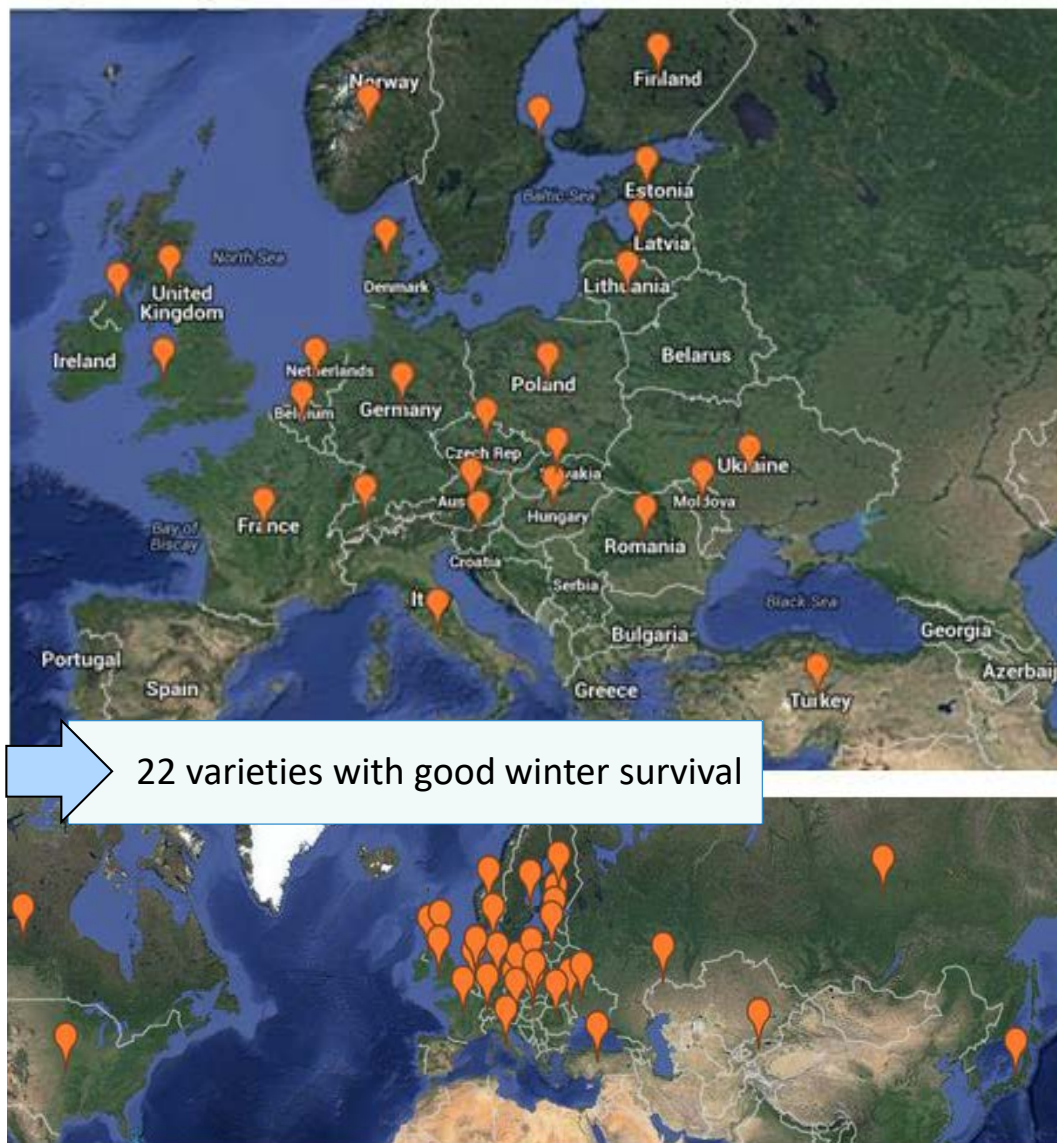 Norway
Finland
Estonia
Baltic Sea
Latvia
North Sea
Denmark
Lithuania
United
Kingdom
Ireland
Belarus
Netherlands
Poland
Belgium
Germany
Czech Rep
Ukraine
Slovakia
Aus
Moldova
France
Hungary
Bay of
Biscay
Romania
Croatia
Serbia
It
Black Sea
Bulgaria
Georgia
Portugal
Azerbaij
Spain
Greece
Turkey
22 varieties with good winter survival